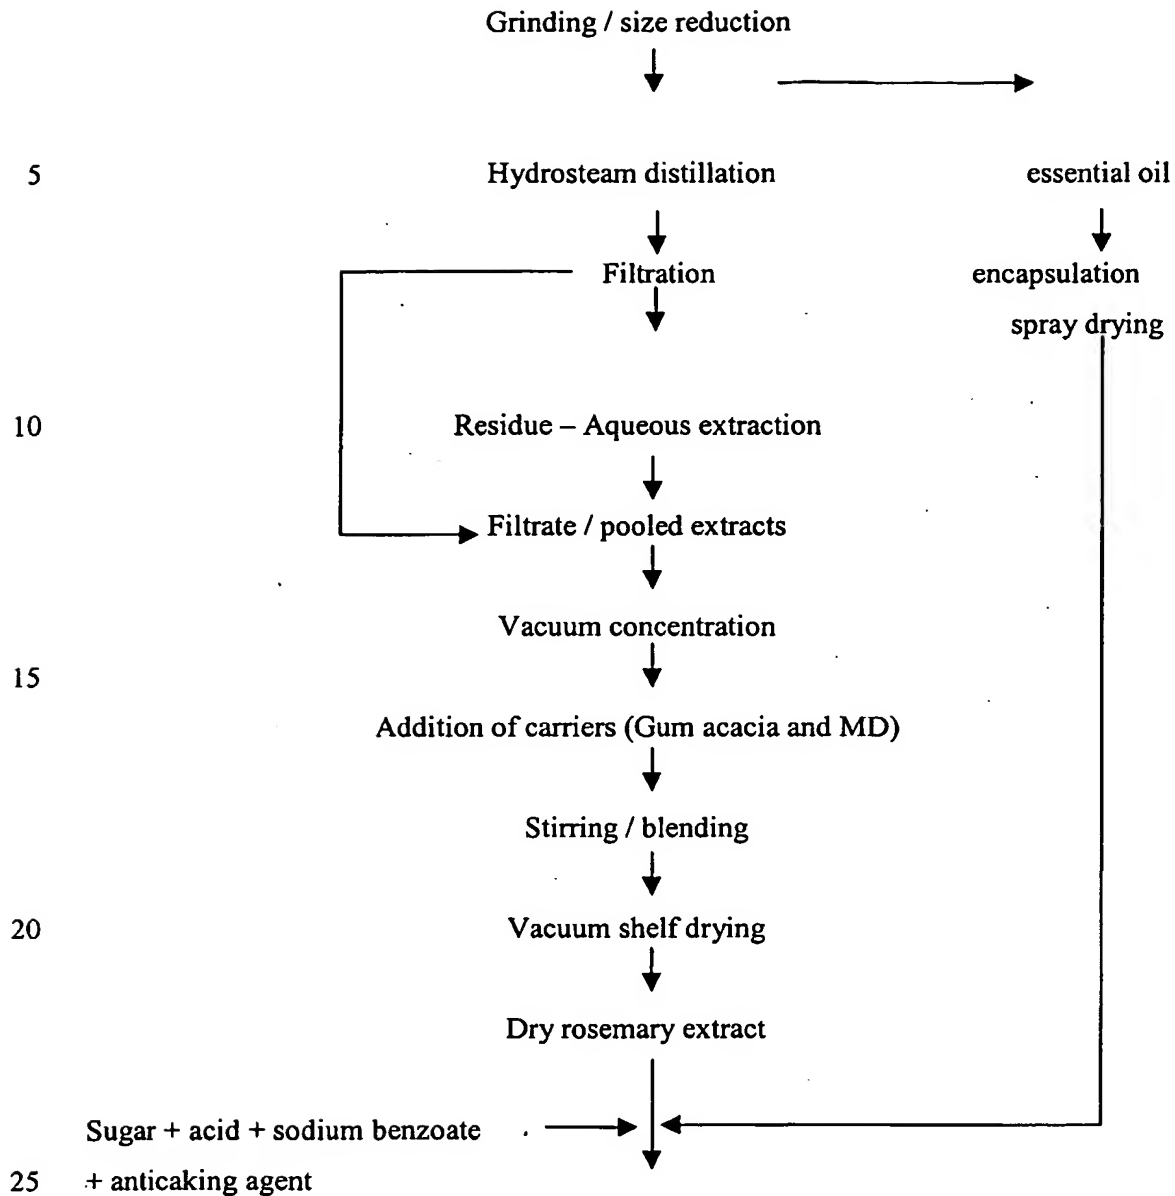 Grinding / size reduction
5 Hydrosteam distillation essential oil
Filtration encapsulation
spray drying
10 Residue – Aqueous extraction
Filtrate / pooled extracts
Vacuum concentration
15
Addition of carriers (Gum acacia and MD)
Stirring / blending
20 Vacuum shelf drying
Dry rosemary extract
Sugar + acid + sodium benzoate
25 + anticaking agent